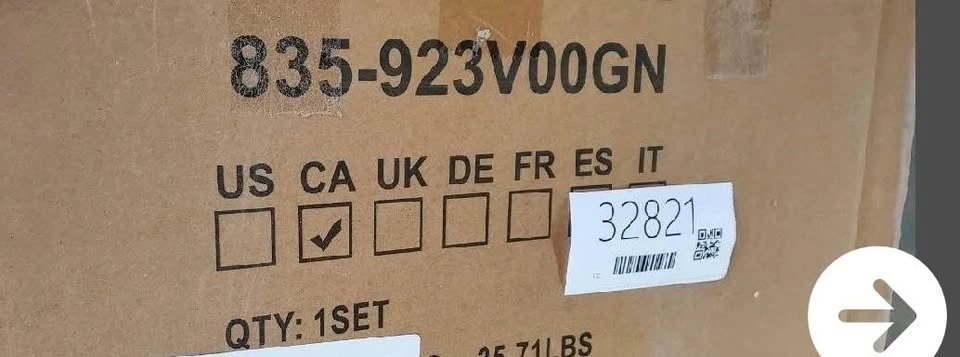 835-923V00GN
US CA UK DE FR ES IT
32821
QTY: 1SET
35.71LBS